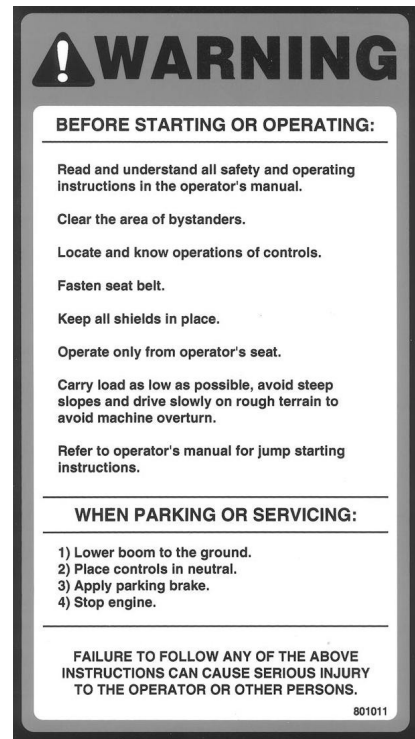 WARNING
BEFORE STARTING OR OPERATING:
Read and understand all safety and operating
instructions in the operator's manual.
Clear the area of bystanders.
Locate and know operations of controls.
Fasten seat belt.
Keep all shields in place.
Operate only from operator's seat.
Carry load as low as possible, avoid steep
slopes and drive slowly on rough terrain to
avoid machine overturn.
Refer to operator's manual for jump starting
instructions.
WHEN PARKING OR SERVICING:
1) Lower boom to the ground.
2) Place controls in neutral.
3) Apply parking brake.
4) Stop engine.
FAILURE TO FOLLOW ANY OF THE ABOVE
INSTRUCTIONS CAN CAUSE SERIOUS INJURY
TO THE OPERATOR OR OTHER PERSONS.
801011